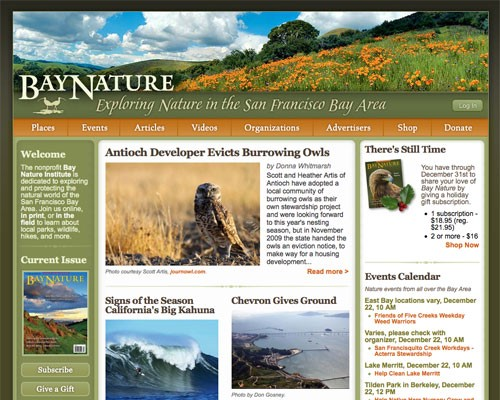 BAYNATURE
Exploring Nature in the San Francisco Bay Area
Log In
Places Events Articles Videos Organizations Advertisers Shop Donate
Welcome
The nonprofit Bay
Nature Institute is
dedicated to exploring
and protecting the
natural world of the
San Francisco Bay
Area. Join us online,
in print, or in the
field to learn about
local parks, wildlife,
hikes, and more.
Current Issue
BAYNATURE
Subscribe
Give a Gift
Antioch Developer Evicts Burrowing Owls
by Donna Whitmarsh
Scott and Heather Artis of
Antioch have adopted a
local community of
burrowing owls as their
own stewardship project
and were looking forward
to this year's nesting
season, but in November
2009 the state handed the
owls an eviction notice, to
make way for a housing
development...
Photo courtesy Scott Artis, journowl.com
Read more >
Signs of the Season
California's Big Kahuna
Chevron Gives Ground
Photo by Don Gosney.
There's Still Time
You have through
December 31st to
share your love of
Bay Nature by
giving a holiday
gift subscription.
• 1 subscription -
$18.95 (reg.
$21.95)
• 2 or more - $16
Shop Now
Events Calendar
Nature events from all over the Bay Area
East Bay locations vary, December
22, 10 AM
Friends of Five Creeks Weekday
Weed Warriors
Varies, please check with
organizer, December 22, 10 AM
San Francisquito Creek Workdays -
Acterra Stewardship
Lake Merritt, December 22, 10 AM
Help Clean Lake Merritt
Tilden Park in Berkeley, December
22, 12 PM